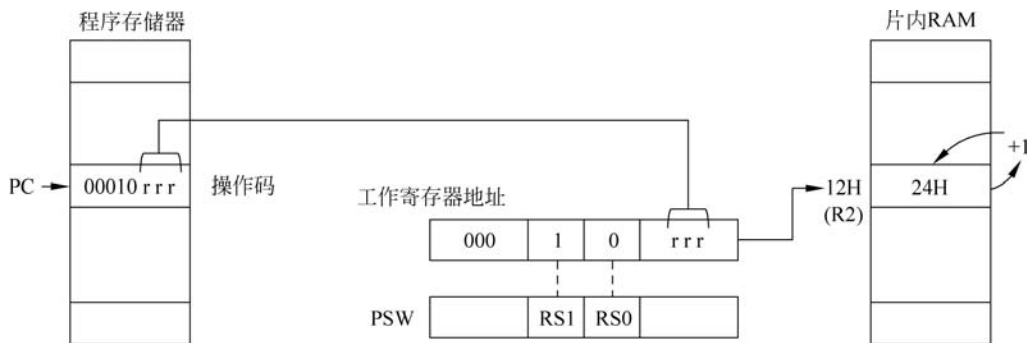 程序存储器
片内RAM
PC
00010 r r r
操作码
+1
工作寄存器地址
12H
(R2)
24H
000
1
0
r r r
PSW
RS1
RS0